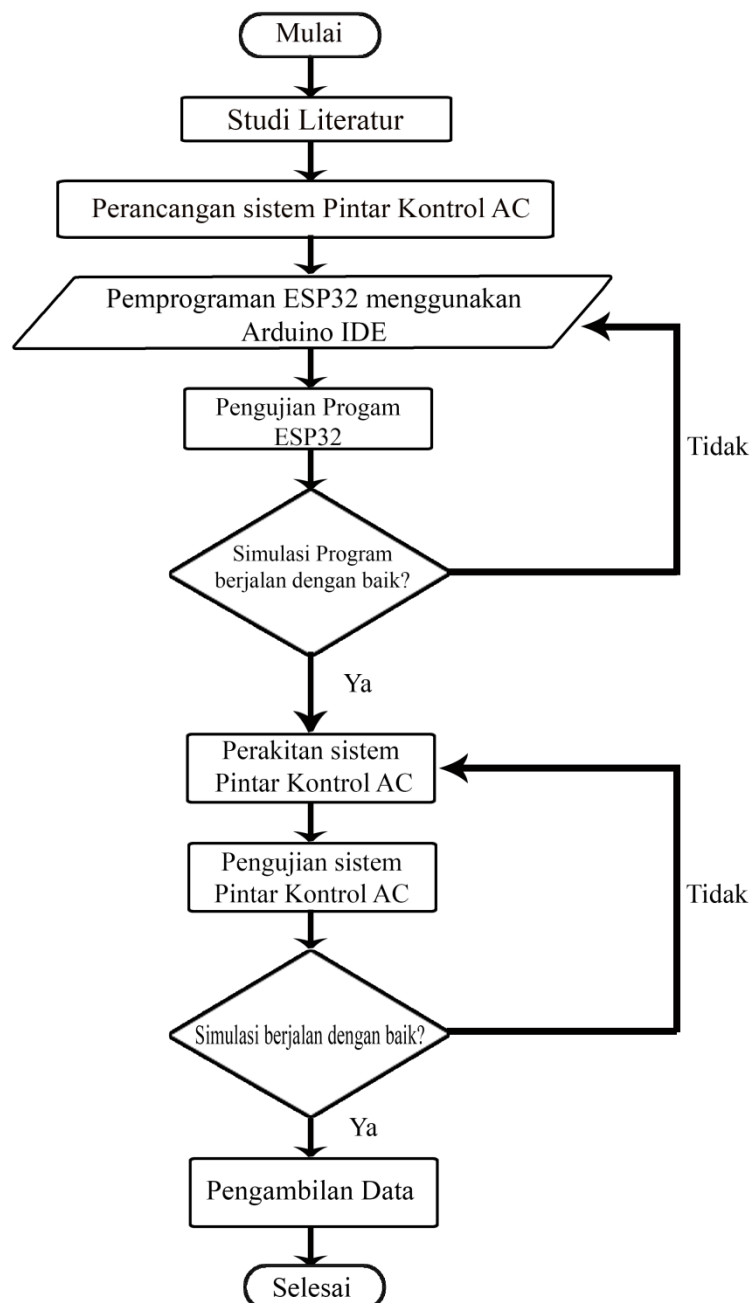 Mulai
Studi Literatur
Perancangan sistem Pintar Kontrol AC
Pemprograman ESP32 menggunakan
Arduino IDE
Pengujian Progam
ESP32
Tidak
Simulasi Program
berjalan dengan baik?
Ya
Perakitan sistem
Pintar Kontrol AC
Pengujian sistem
Pintar Kontrol AC
Tidak
Simulasi berjalan dengan baik?
Ya
Pengambilan Data
Selesai